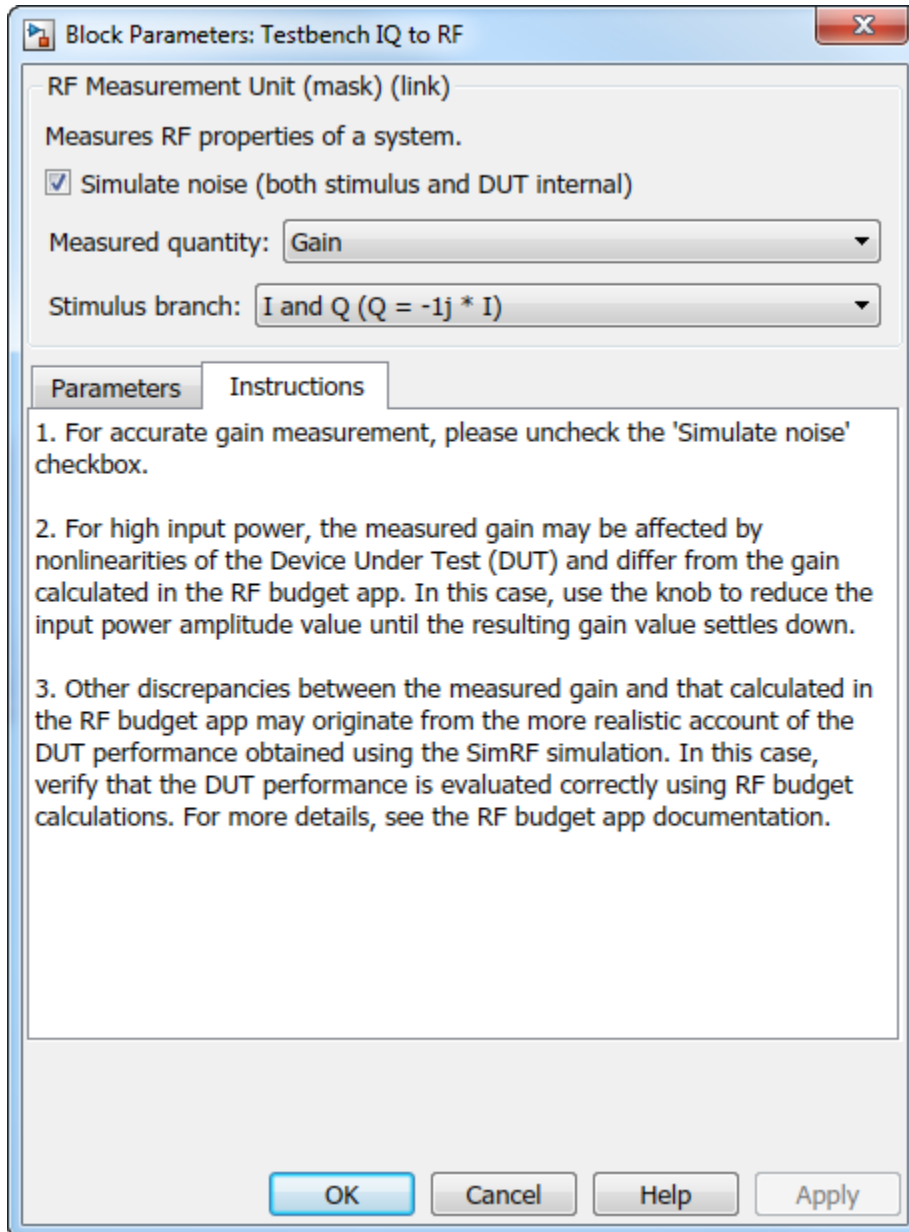 Block Parameters: Testbench IQ to RF
RF Measurement Unit (mask) (link)
Measures RF properties of a system.
Simulate noise (both stimulus and DUT internal)
Measured quantity: Gain
Stimulus branch: I and Q (Q = -1j * I)
Parameters Instructions
1. For accurate gain measurement, please uncheck the 'Simulate noise'
checkbox.
2. For high input power, the measured gain may be affected by
nonlinearities of the Device Under Test (DUT) and differ from the gain
calculated in the RF budget app. In this case, use the knob to reduce the
input power amplitude value until the resulting gain value settles down.
3. Other discrepancies between the measured gain and that calculated in
the RF budget app may originate from the more realistic account of the
DUT performance obtained using the SimRF simulation. In this case,
verify that the DUT performance is evaluated correctly using RF budget
calculations. For more details, see the RF budget app documentation.
OK Cancel Help Apply